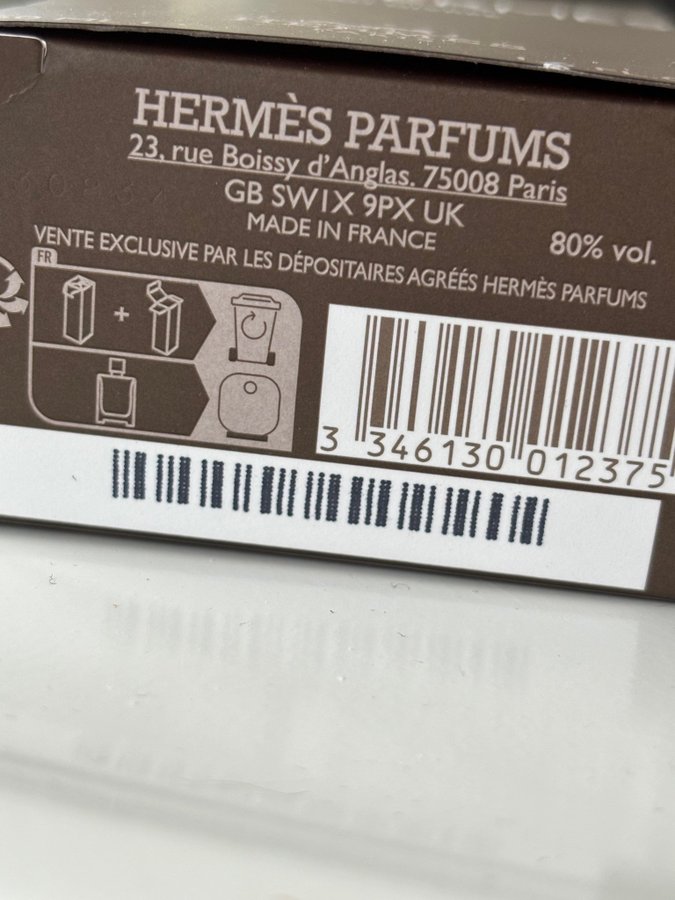 HERMÈS PARFUMS
23, rue Boissy d'Anglas. 75008 Paris
GB SW1X 9PX UK
MADE IN FRANCE
80% vol.
VENTE EXCLUSIVE PAR LES DÉPOSITAIRES AGRÉÉS HERMÈS PARFUMS
FR
+
3 346130 012375